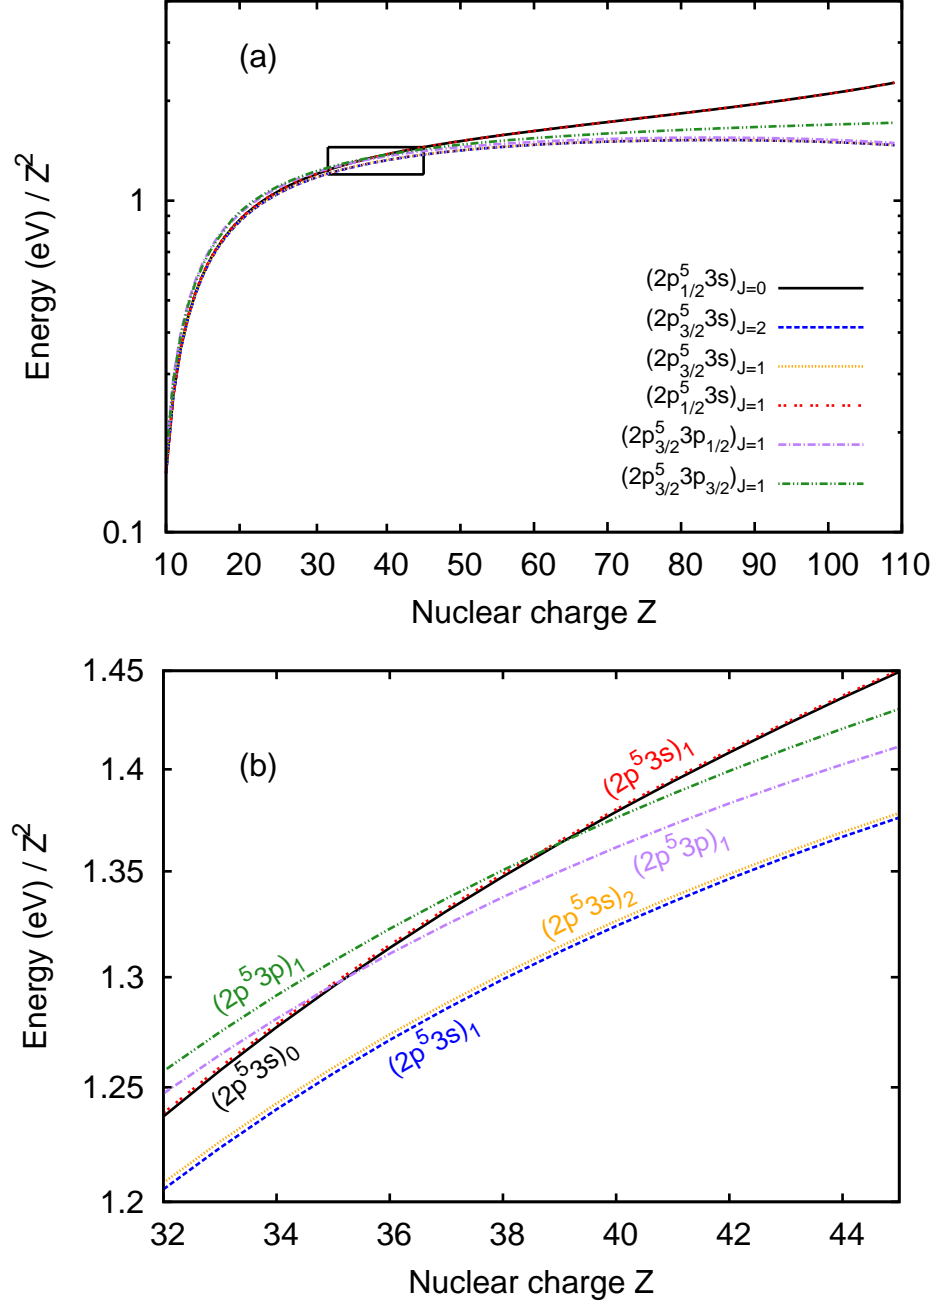 (a)
Energy (eV) / Z²
1
0.1
(2p⁵₁/₂3s)J=0
(2p⁵₃/₂3s)J=2
(2p⁵₃/₂3s)J=1
(2p⁵₁/₂3s)J=1
(2p⁵₃/₂3p₁/₂)J=1
(2p⁵₃/₂3p₃/₂)J=1
10 20 30 40 50 60 70 80 90 100 110
Nuclear charge Z
(b)
Energy (eV) / Z²
1.45
1.4
1.35
1.3
1.25
1.2
(2p⁵3s)₁
(2p⁵3p)₁
(2p⁵3s)₂
(2p⁵3p)₁
(2p⁵3s)₁
(2p⁵3s)₀
32 34 36 38 40 42 44
Nuclear charge Z